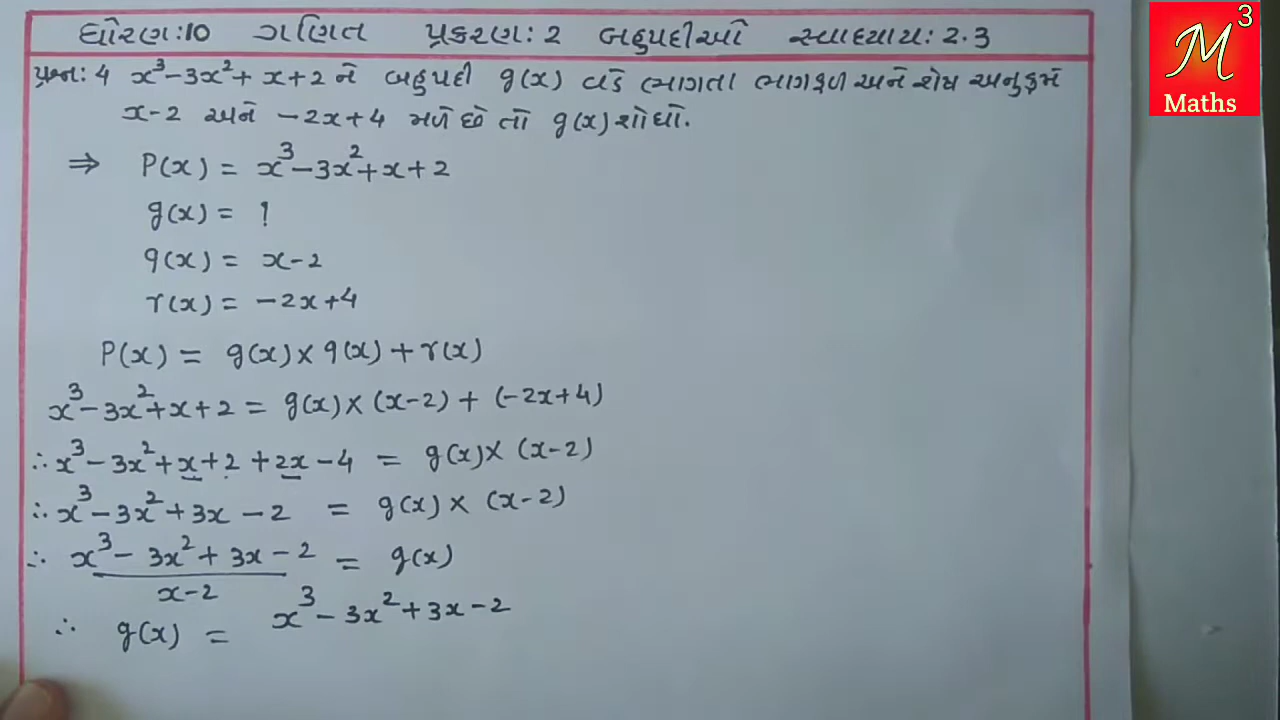 ધોરણ:10 ગણિત પ્રકરણ: 2 બહુપદીઓ સ્વાધ્યાય: 2.3
M³
Maths
પ્રશ્ન: 4 x³-3x²+x+2 ને બહુપદી g(x) વડે ભાગતા ભાગફળ અને શેષ અનુક્રમે
x-2 અને -2x+4 મળે છે તો g(x) શોધો.
⇒ P(x) = x³-3x²+x+2
g(x) = ?
q(x) = x-2
r(x) = -2x+4
P(x) = g(x) × q(x) + r(x)
x³-3x²+x+2 = g(x) × (x-2) + (-2x+4)
∴ x³-3x²+x+2+2x-4 = g(x) × (x-2)
∴ x³-3x²+3x-2 = g(x) × (x-2)
∴ x³-3x²+3x-2 = g(x)
x-2
∴ g(x) = x³-3x²+3x-2